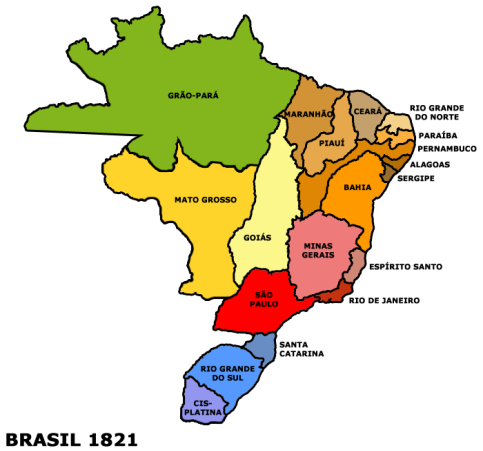 GRÃO-PARÁ
MARANHÃO
CEARÁ
RIO GRANDE
DO NORTE
PIAUÍ
PARAÍBA
PERNAMBUCO
ALAGOAS
SERGIPE
BAHIA
MATO GROSSO
GOIÁS
MINAS
GERAIS
ESPÍRITO SANTO
SÃO
PAULO
RIO DE JANEIRO
SANTA
CATARINA
RIO GRANDE
DO SUL
CIS-
PLATINA
BRASIL 1821